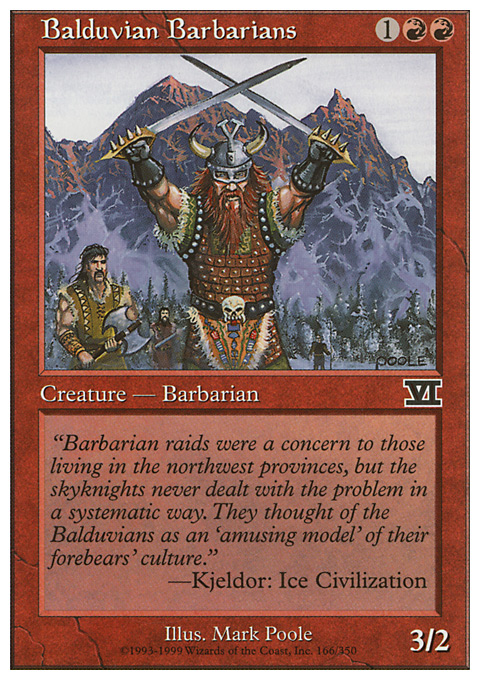 Balduvian Barbarians 1
POOLE
Creature — Barbarian VI
“Barbarian raids were a concern to those
living in the northwest provinces, but the
skyknights never dealt with the problem in
a systematic way. They thought of the
Balduvians as an ‘amusing model’ of their
forebears’ culture.”
—Kjeldor: Ice Civilization
Illus. Mark Poole
©1993-1999 Wizards of the Coast, Inc. 166/350
3/2